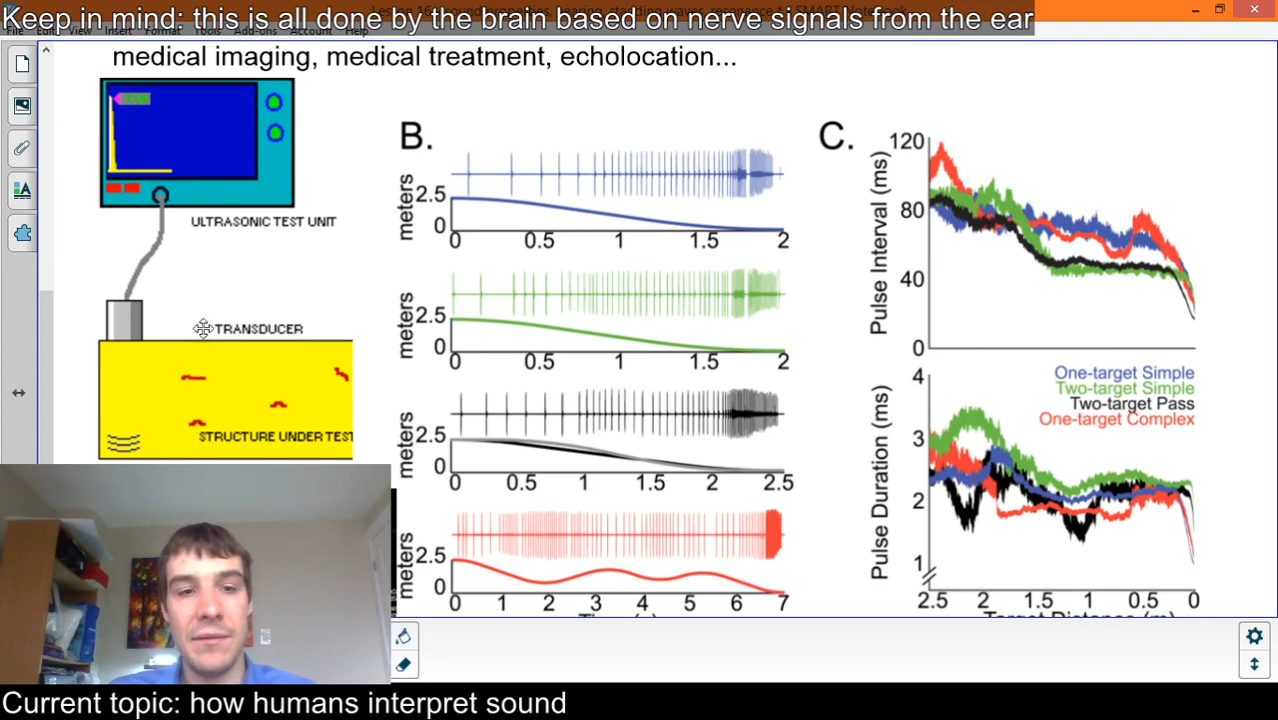 Keep in mind: this is all done by the brain based on nerve signals from the ear
medical imaging, medical treatment, echolocation...
ULTRASONIC TEST UNIT
TRANSDUCER
STRUCTURE UNDER TEST
B.
meters
2.5
0
0 0.5 1 1.5 2
meters
2.5
0
0 0.5 1 1.5 2
meters
2.5
0
0 0.5 1 1.5 2 2.5
meters
2.5
0
0 1 2 3 4 5 6 7
C.
Pulse Interval (ms)
120
80
40
0
Pulse Duration (ms)
4
3
2
1
One-target Simple
Two-target Simple
Two-target Pass
One-target Complex
2.5 2 1.5 1 0.5 0
Target Distance (m)
Current topic: how humans interpret sound